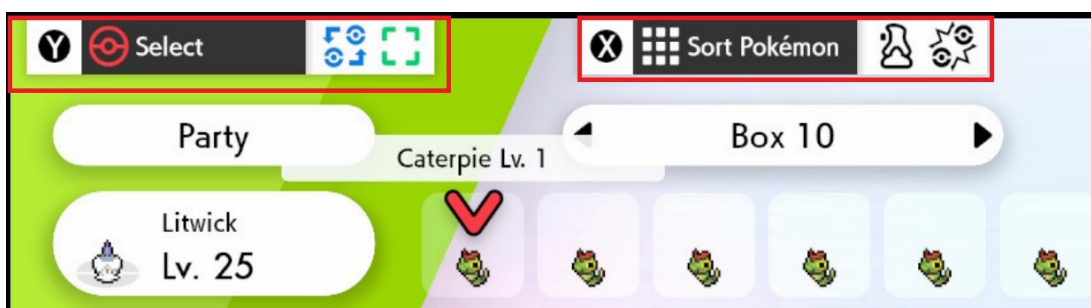 Y Select
X Sort Pokémon
Party
Box 10
Caterpie Lv. 1
Litwick
Lv. 25